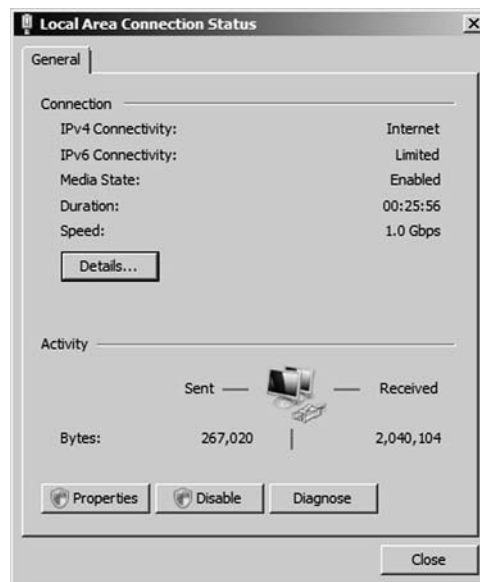 Local Area Connection Status
General
Connection
IPv4 Connectivity: Internet
IPv6 Connectivity: Limited
Media State: Enabled
Duration: 00:25:56
Speed: 1.0 Gbps
Details...
Activity
Sent Received
Bytes: 267,020 2,040,104
Properties Disable Diagnose
Close